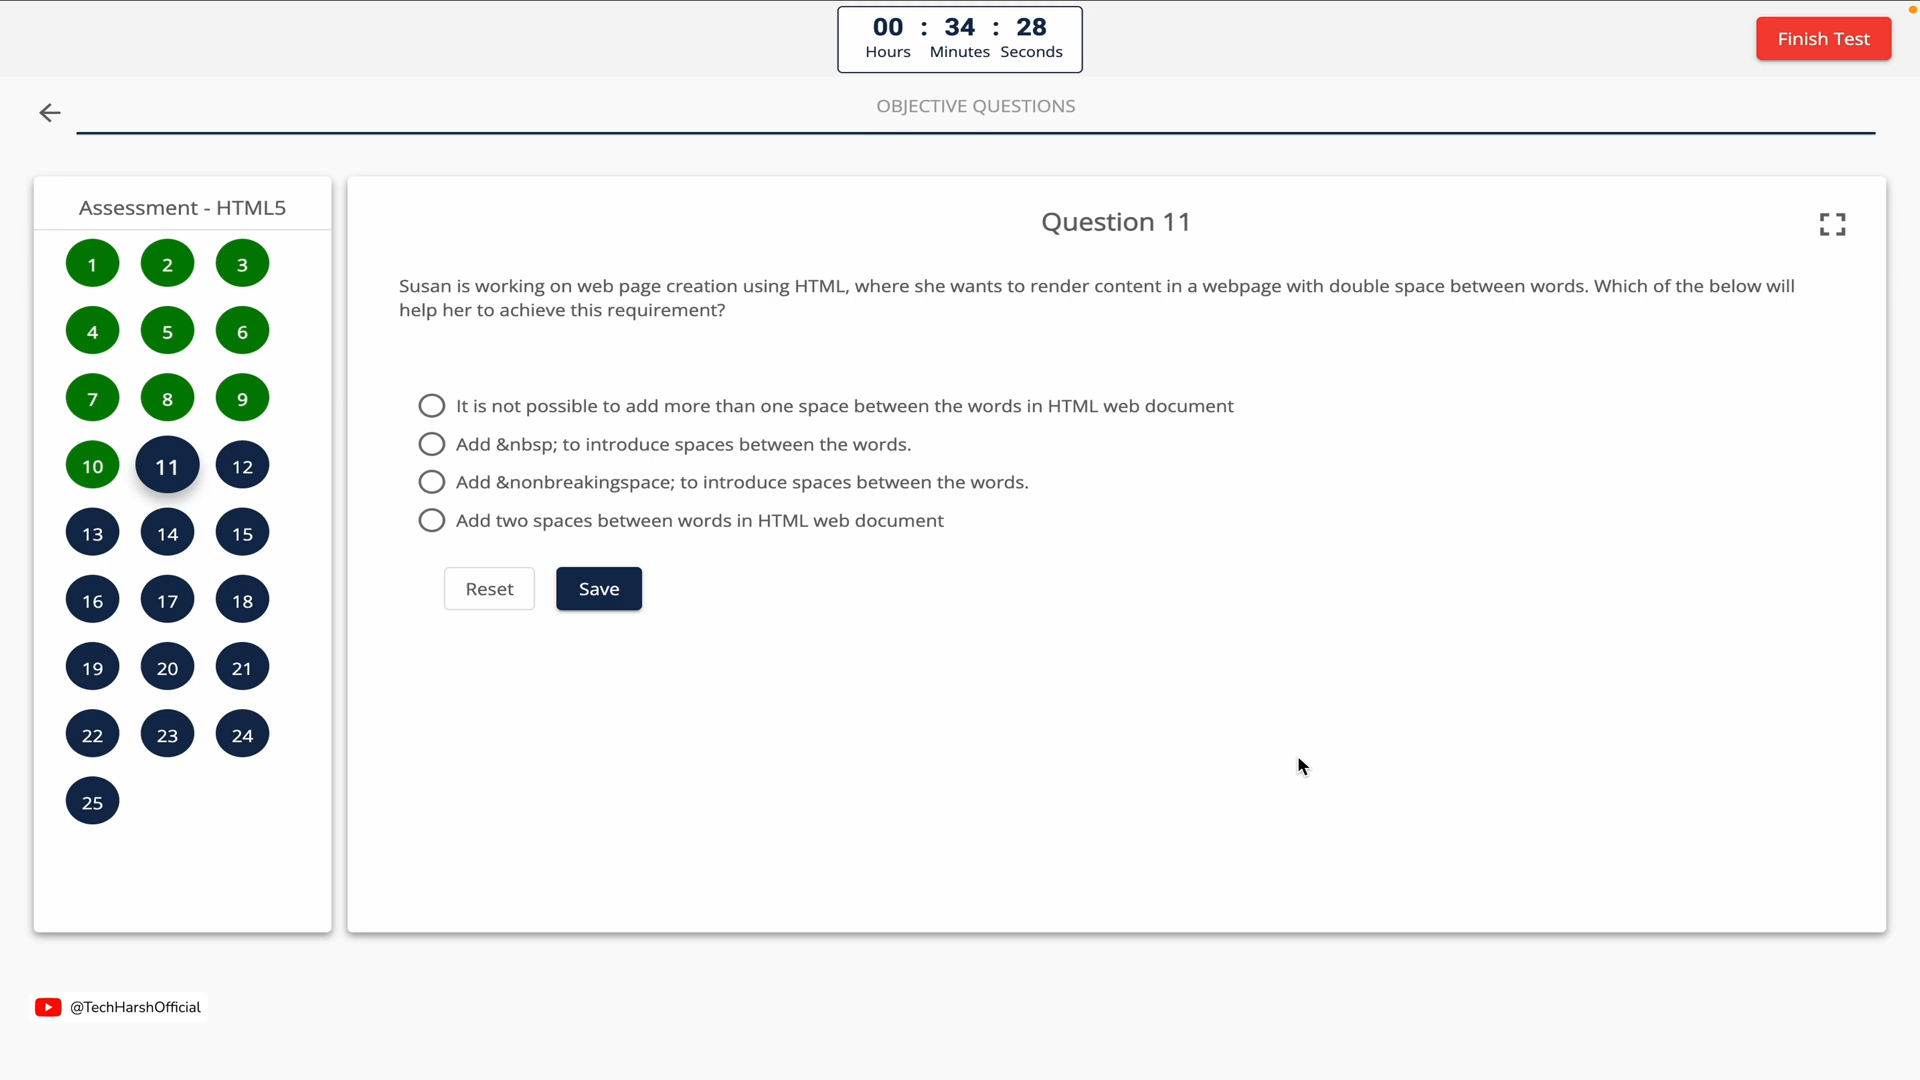 00 : 34 : 28
Hours Minutes Seconds
Finish Test
OBJECTIVE QUESTIONS
Assessment - HTML5
1 2 3
4 5 6
7 8 9
10 11 12
13 14 15
16 17 18
19 20 21
22 23 24
25
Question 11
Susan is working on web page creation using HTML, where she wants to render content in a webpage with double space between words. Which of the below will
help her to achieve this requirement?
It is not possible to add more than one space between the words in HTML web document
Add &nbsp; to introduce spaces between the words.
Add &nonbreakingspace; to introduce spaces between the words.
Add two spaces between words in HTML web document
Reset Save
@TechHarshOfficial